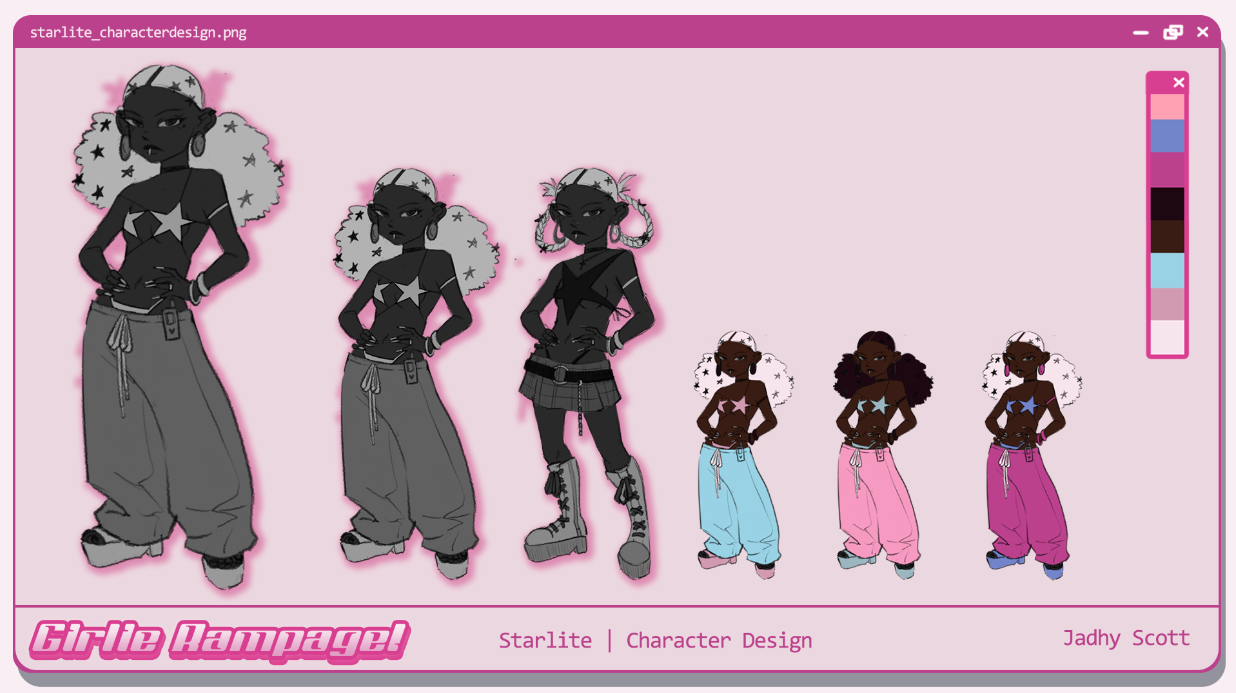 starlite_characterdesign.png
Girlie Rampage!
Starlite | Character Design
Jadhy Scott